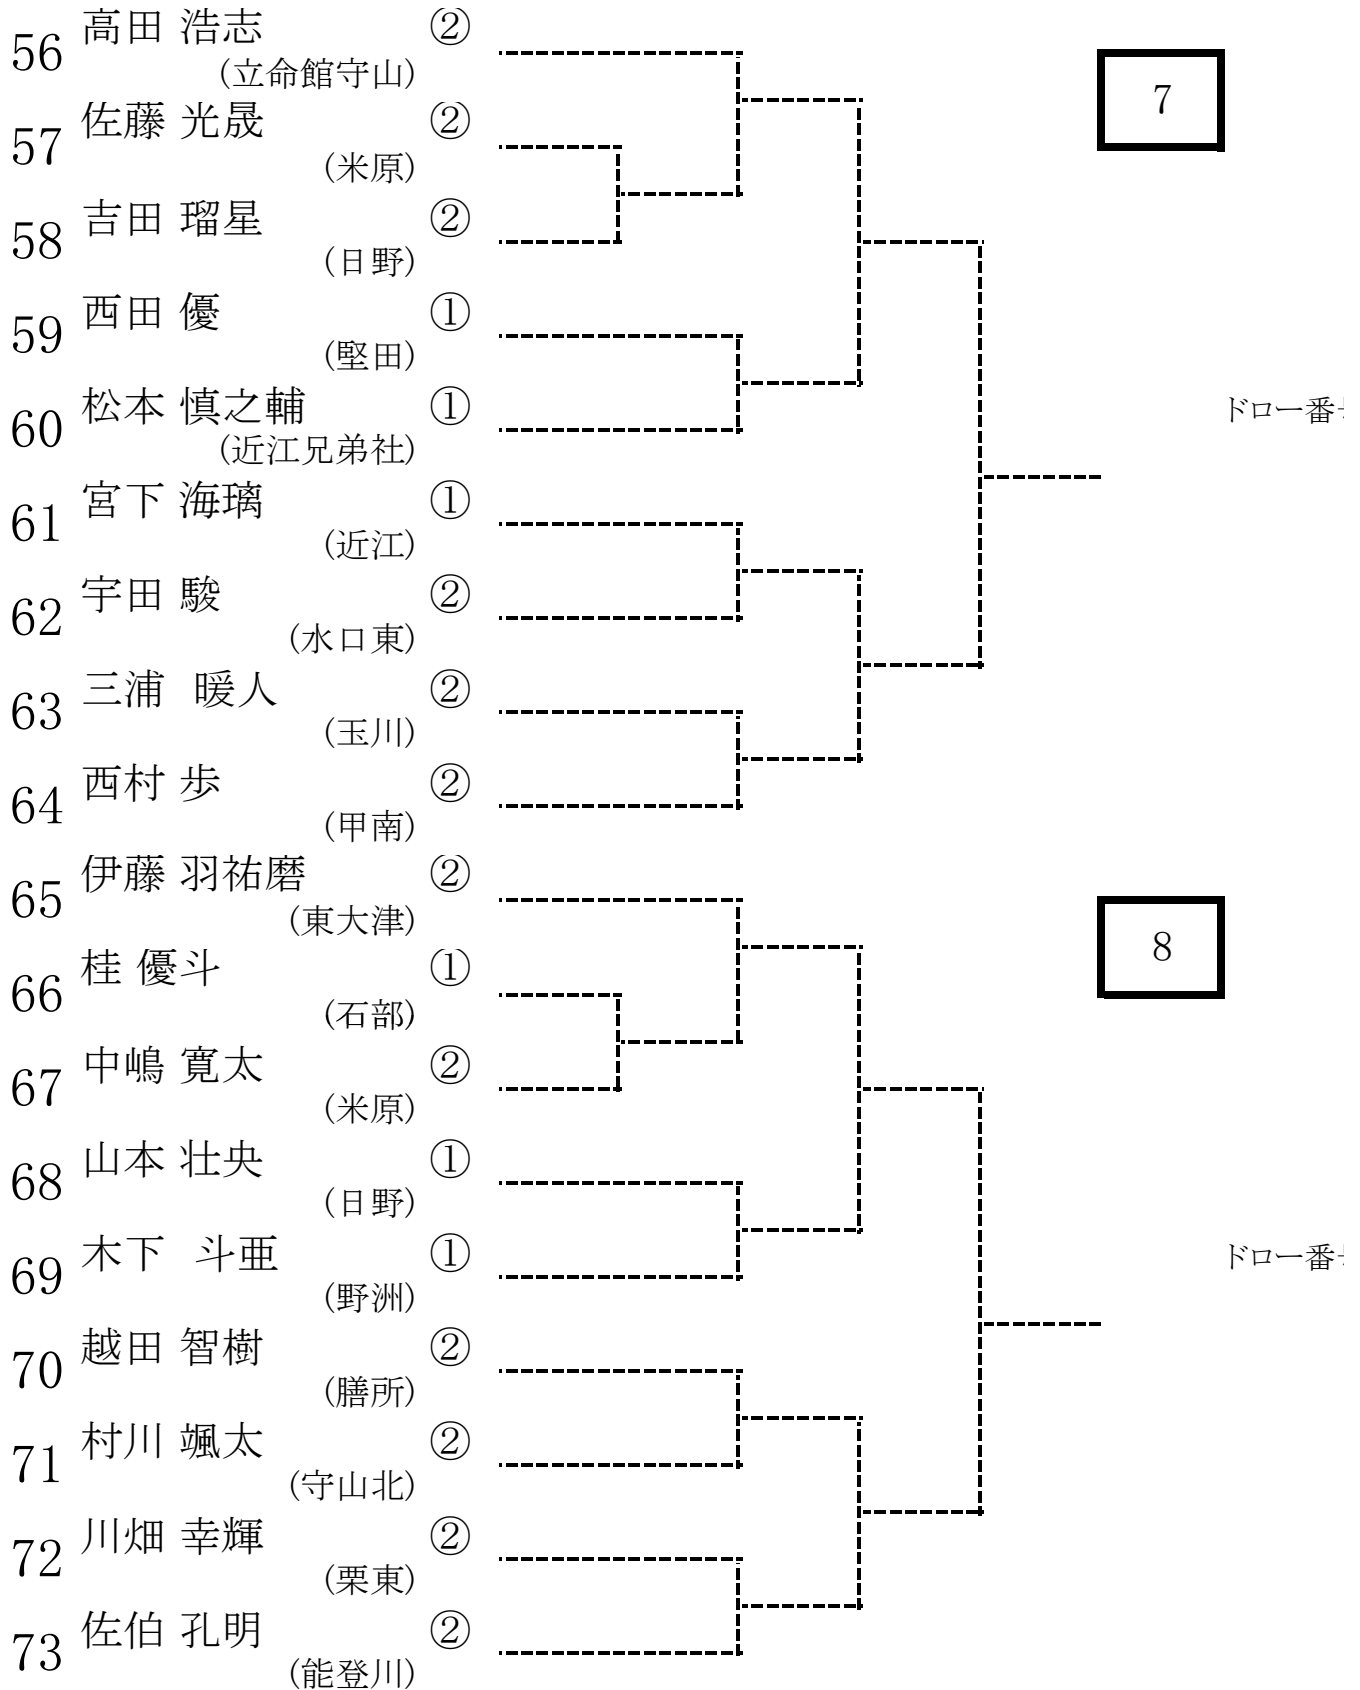 56 高田 浩志 ②
(立命館守山)
7
57 佐藤 光晟 ②
(米原)
58 吉田 瑠星 ②
(日野)
59 西田 優 ①
(堅田)
60 松本 慎之輔 ①
(近江兄弟社)
ドロー番
61 宮下 海璃 ①
(近江)
62 宇田 駿 ②
(水口東)
63 三浦 暖人 ②
(玉川)
64 西村 歩 ②
(甲南)
65 伊藤 羽祐磨 ②
(東大津)
8
66 桂 優斗 ①
(石部)
67 中嶋 寛太 ②
(米原)
68 山本 壮央 ①
(日野)
69 木下 斗亜 ①
(野洲)
ドロー番
70 越田 智樹 ②
(膳所)
71 村川 颯太 ②
(守山北)
72 川畑 幸輝 ②
(栗東)
73 佐伯 孔明 ②
(能登川)